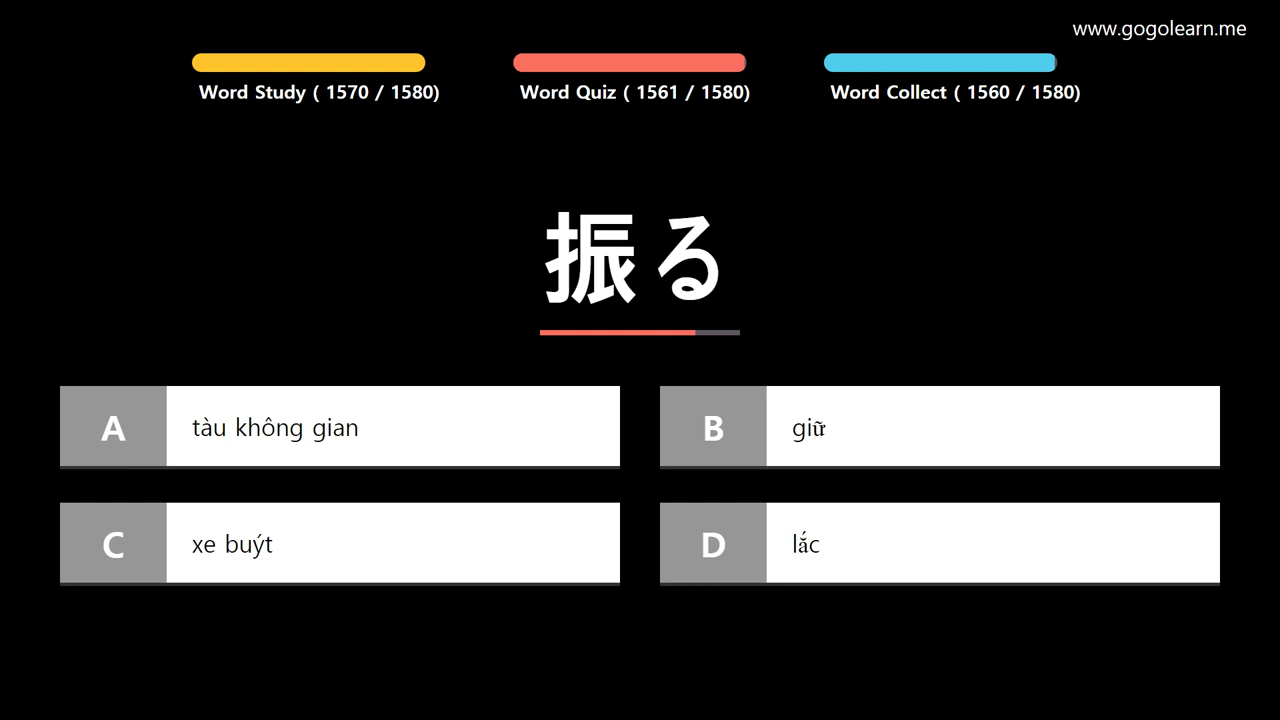 www.gogolearn.me
Word Study ( 1570 / 1580)
Word Quiz ( 1561 / 1580)
Word Collect ( 1560 / 1580)
振る
A tàu không gian
B giữ
C xe buýt
D lắc